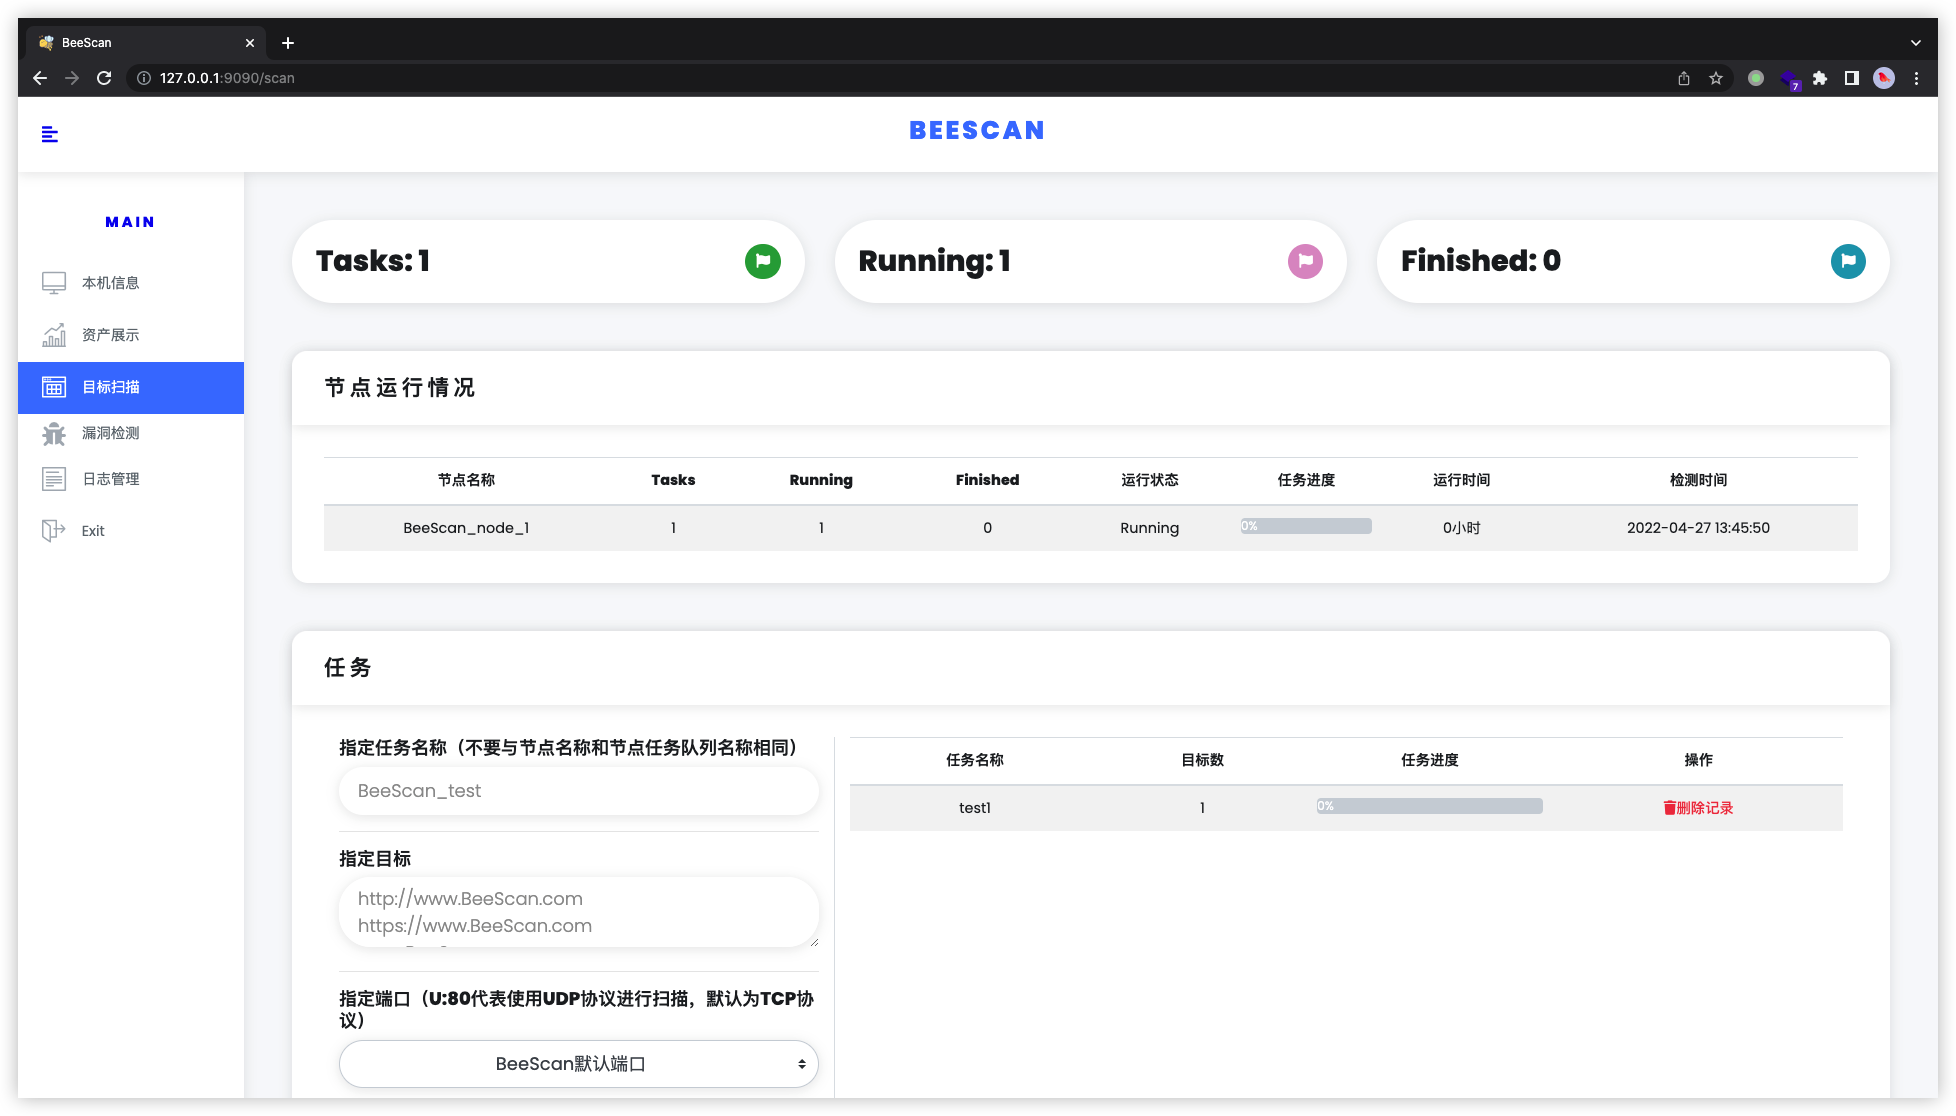 BeeScan
127.0.0.1:9090/scan
7
BEESCAN
MAIN
本机信息
资产展示
目标扫描
漏洞检测
日志管理
Exit
Tasks: 1
Running: 1
Finished: 0
节点运行情况
节点名称 Tasks Running Finished 运行状态 任务进度 运行时间 检测时间
BeeScan_node_1 1 1 0 Running 0% 0小时 2022-04-27 13:45:50
任务
指定任务名称（不要与节点名称和节点任务队列名称相同）
BeeScan_test
指定目标
http://www.BeeScan.com
https://www.BeeScan.com
指定端口（U:80代表使用UDP协议进行扫描，默认为TCP协
议）
BeeScan默认端口
任务名称 目标数 任务进度 操作
test1 1 0% 删除记录